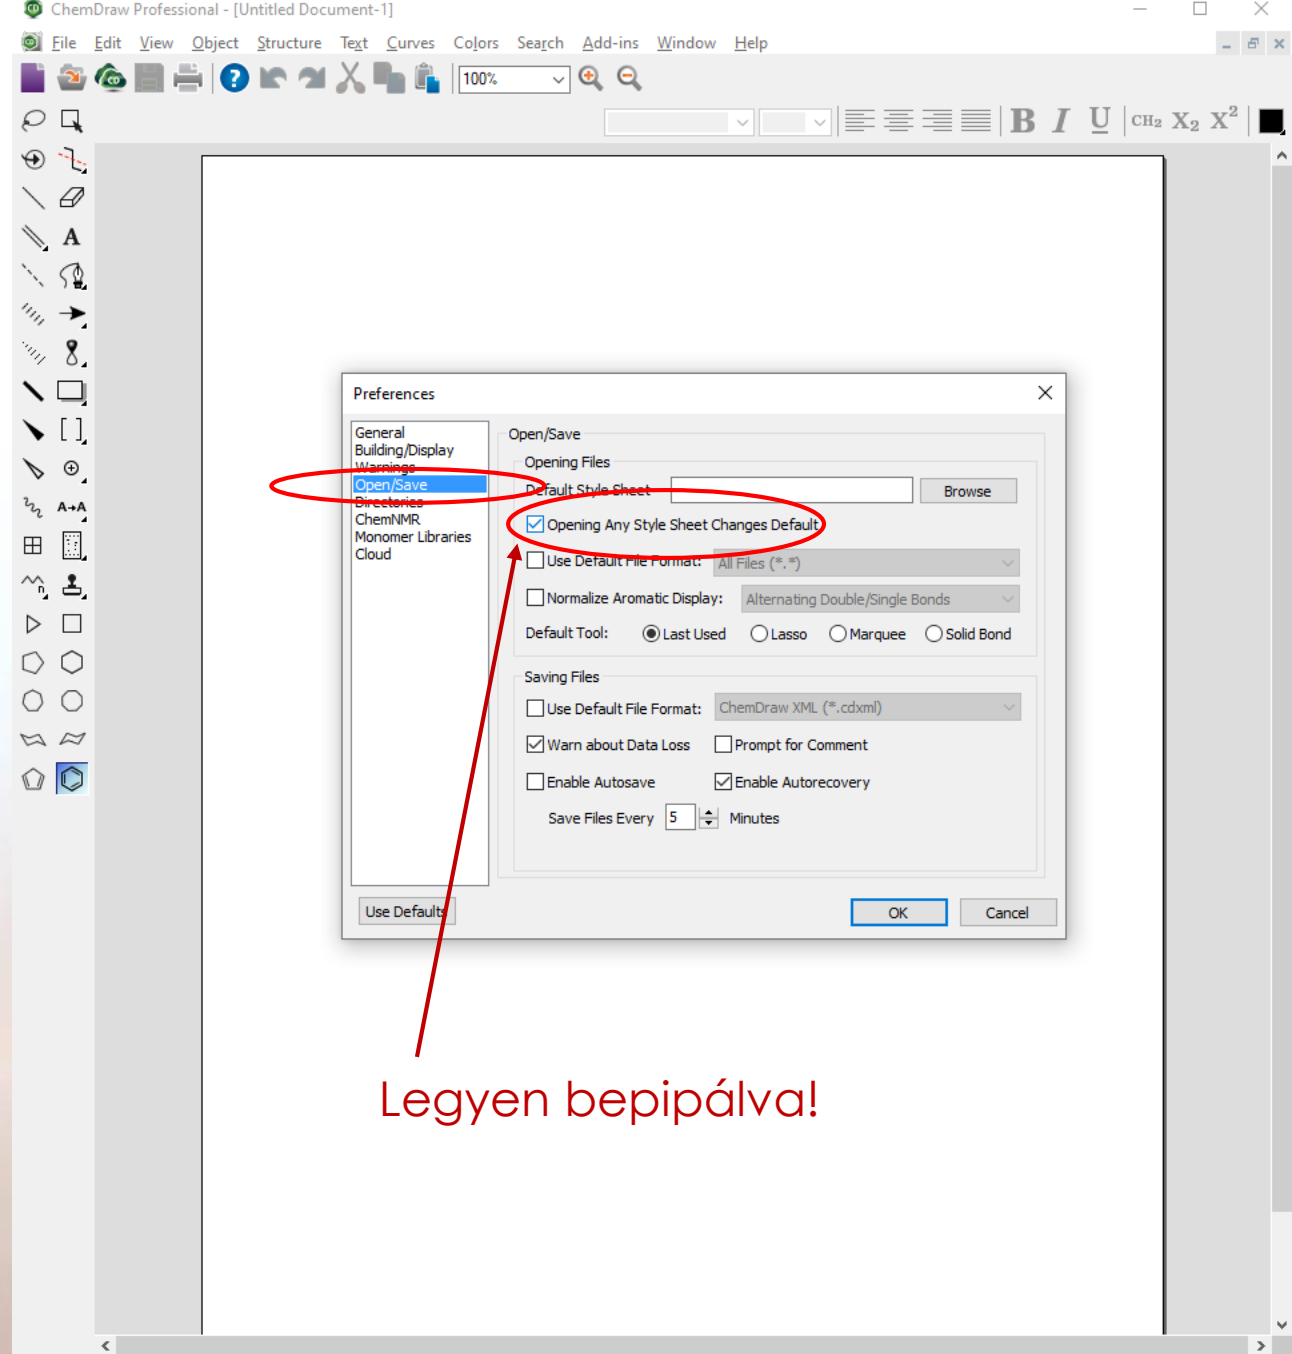 ChemDraw Professional - [Untitled Document-1]
File Edit View Object Structure Text Curves Colors Search Add-ins Window Help
100%
B I U CH₂ X₂ X²
A
A→A
n
Preferences
General
Building/Display
Warnings
Open/Save
Directories
ChemNMR
Monomer Libraries
Cloud
Open/Save
Opening Files
Default Style Sheet
Browse
Opening Any Style Sheet Changes Default
Use Default File Format: All Files (*.*)
Normalize Aromatic Display: Alternating Double/Single Bonds
Default Tool: Last Used Lasso Marquee Solid Bond
Saving Files
Use Default File Format: ChemDraw XML (*.cdxml)
Warn about Data Loss Prompt for Comment
Enable Autosave Enable Autorecovery
Save Files Every 5 Minutes
Use Defaults OK Cancel
Legyen bepipálva!